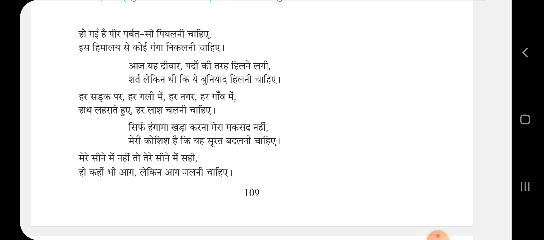 हो गई है पीर पर्वत-सी पिघलनी चाहिए,
इस हिमालय से कोई गंगा निकलनी चाहिए।
आज यह दीवार, पर्दों की तरह हिलने लगी,
शर्त लेकिन थी कि ये बुनियाद हिलनी चाहिए।
हर सड़क पर, हर गली में, हर नगर, हर गाँव में,
हाथ लहराते हुए, हर लाश चलनी चाहिए।
सिर्फ हंगामा खड़ा करना मेरा मकसद नहीं,
मेरी कोशिश है कि यह सूरत बदलनी चाहिए।
मेरे सीने में नहीं तो तेरे सीने में सही,
हो कहीं भी आग, लेकिन आग जलनी चाहिए।
109